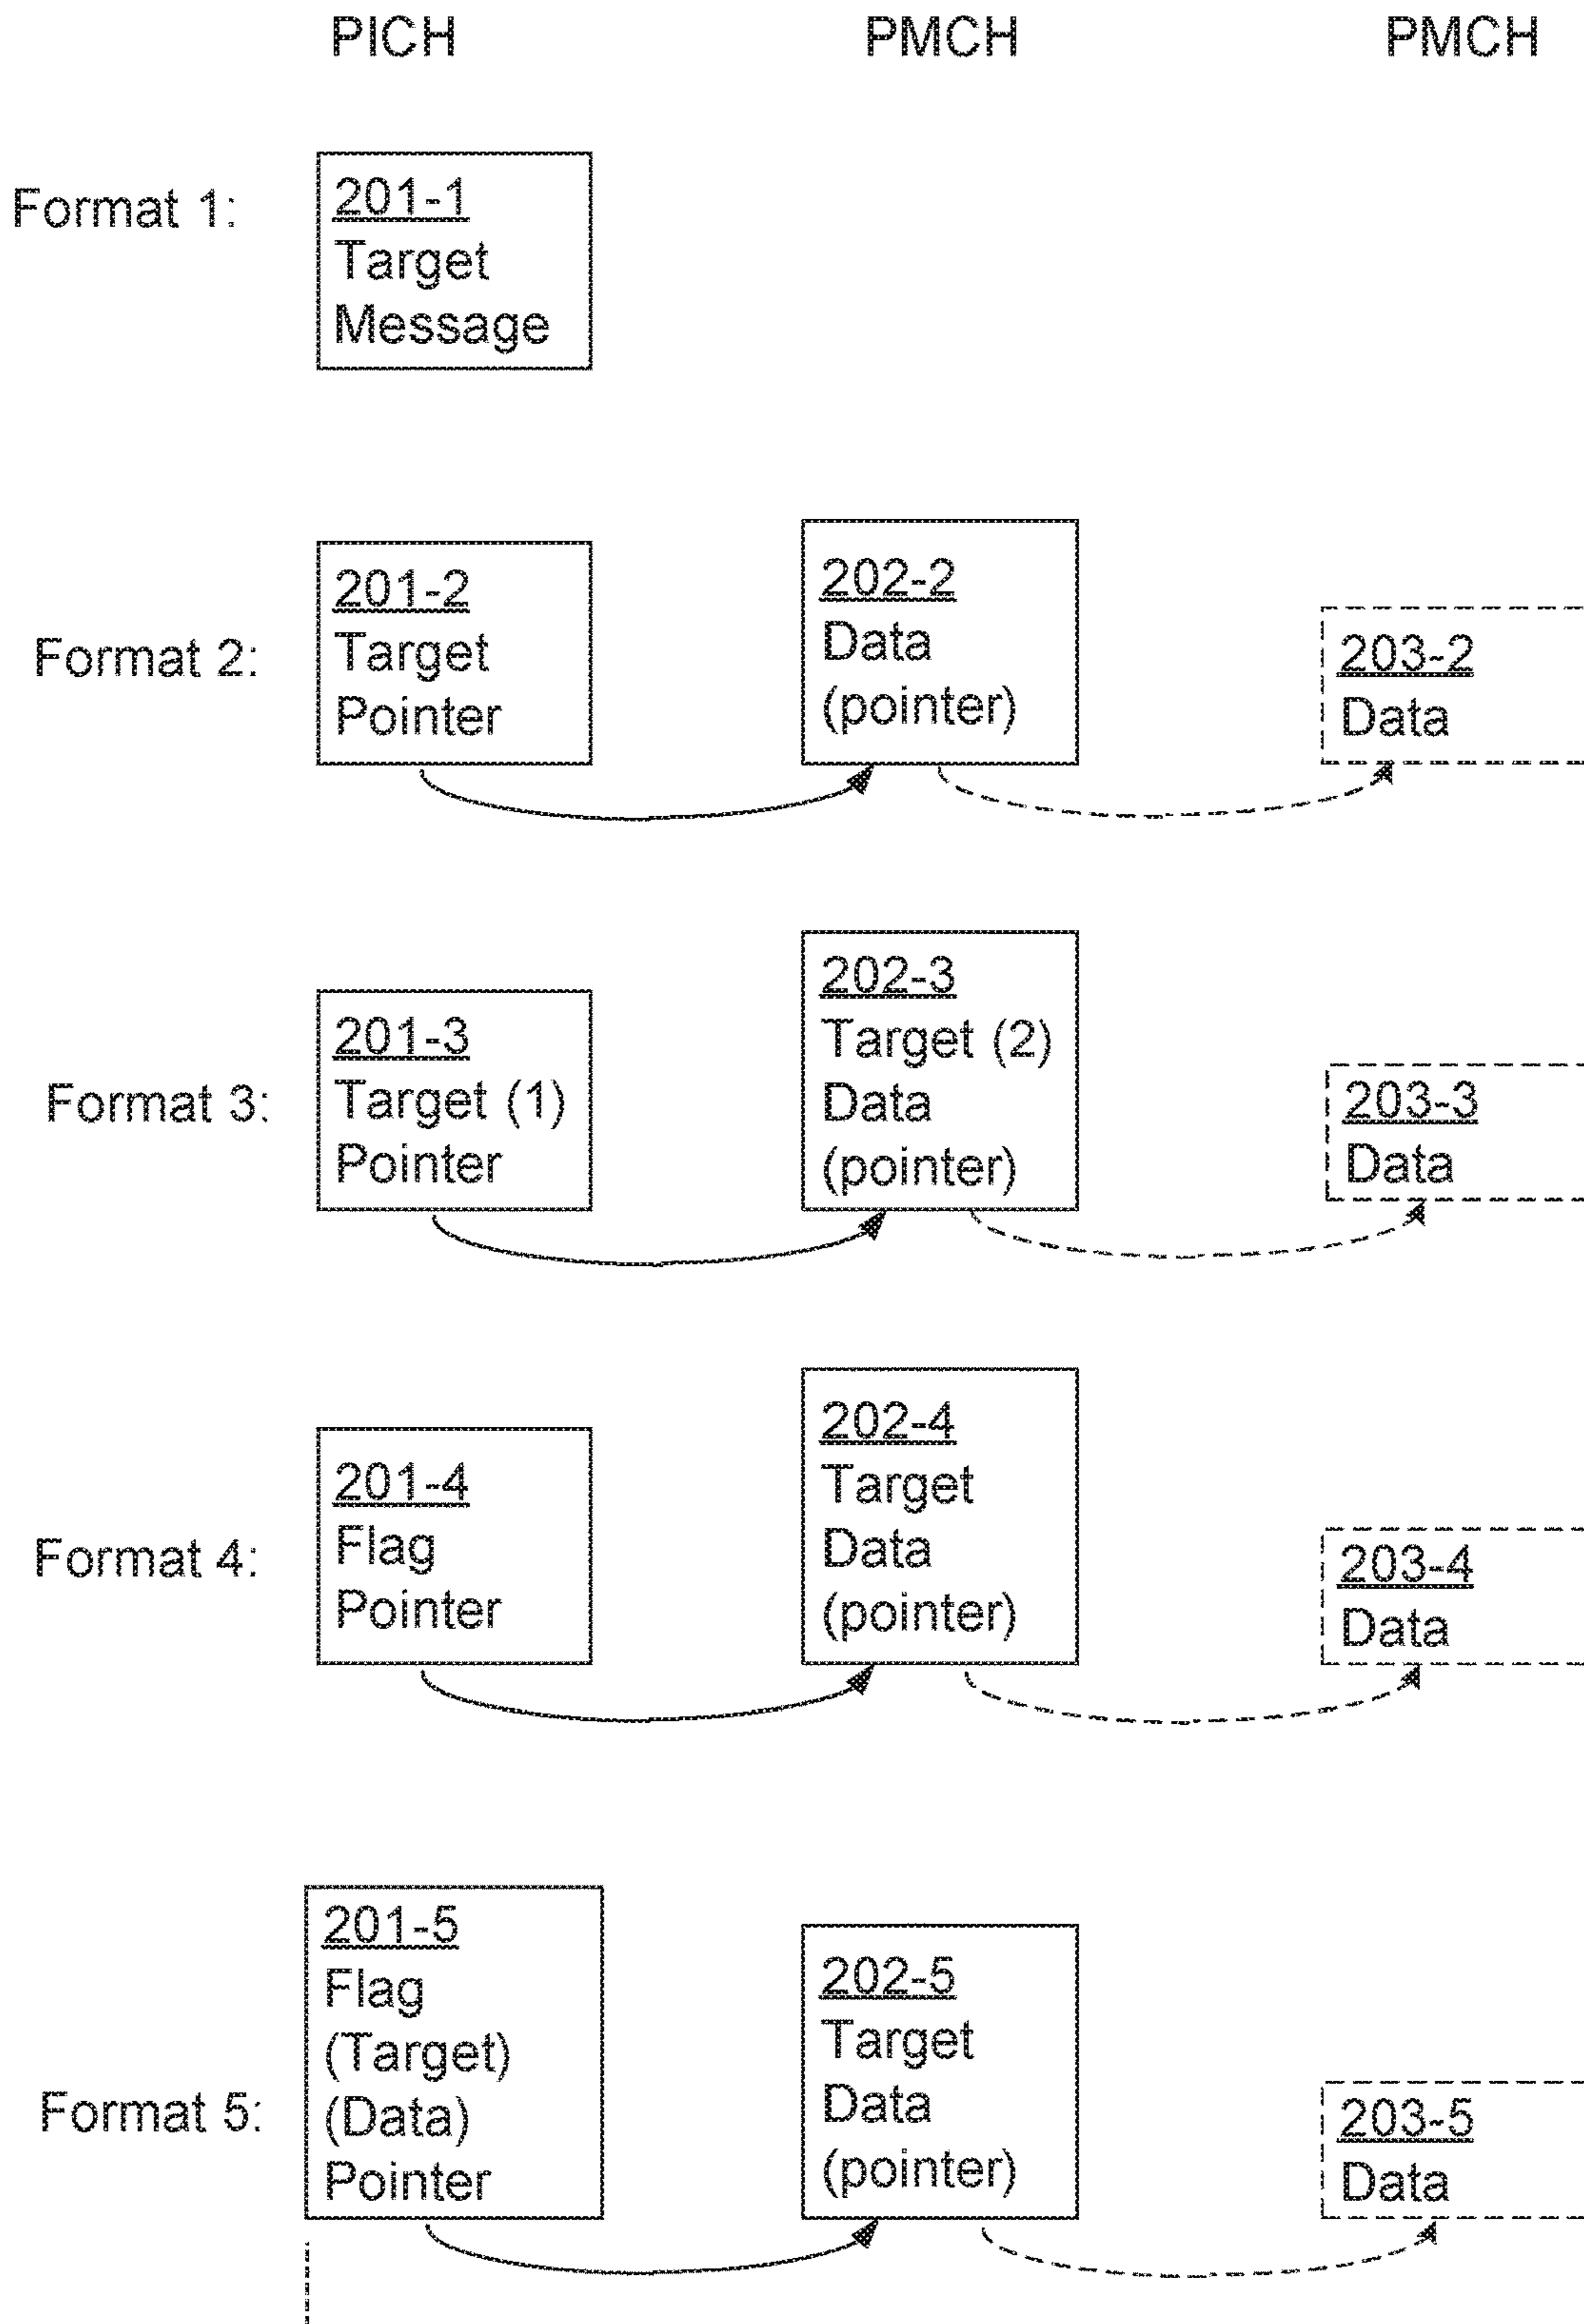 PICH PMCH PMCH
Format 1:
201-1
Target
Message
Format 2:
201-2
Target
Pointer
202-2
Data
(pointer)
203-2
Data
Format 3:
201-3
Target (1)
Pointer
202-3
Target (2)
Data
(pointer)
203-3
Data
Format 4:
201-4
Flag
Pointer
202-4
Target
Data
(pointer)
203-4
Data
Format 5:
201-5
Flag
(Target)
(Data)
Pointer
202-5
Target
Data
(pointer)
203-5
Data